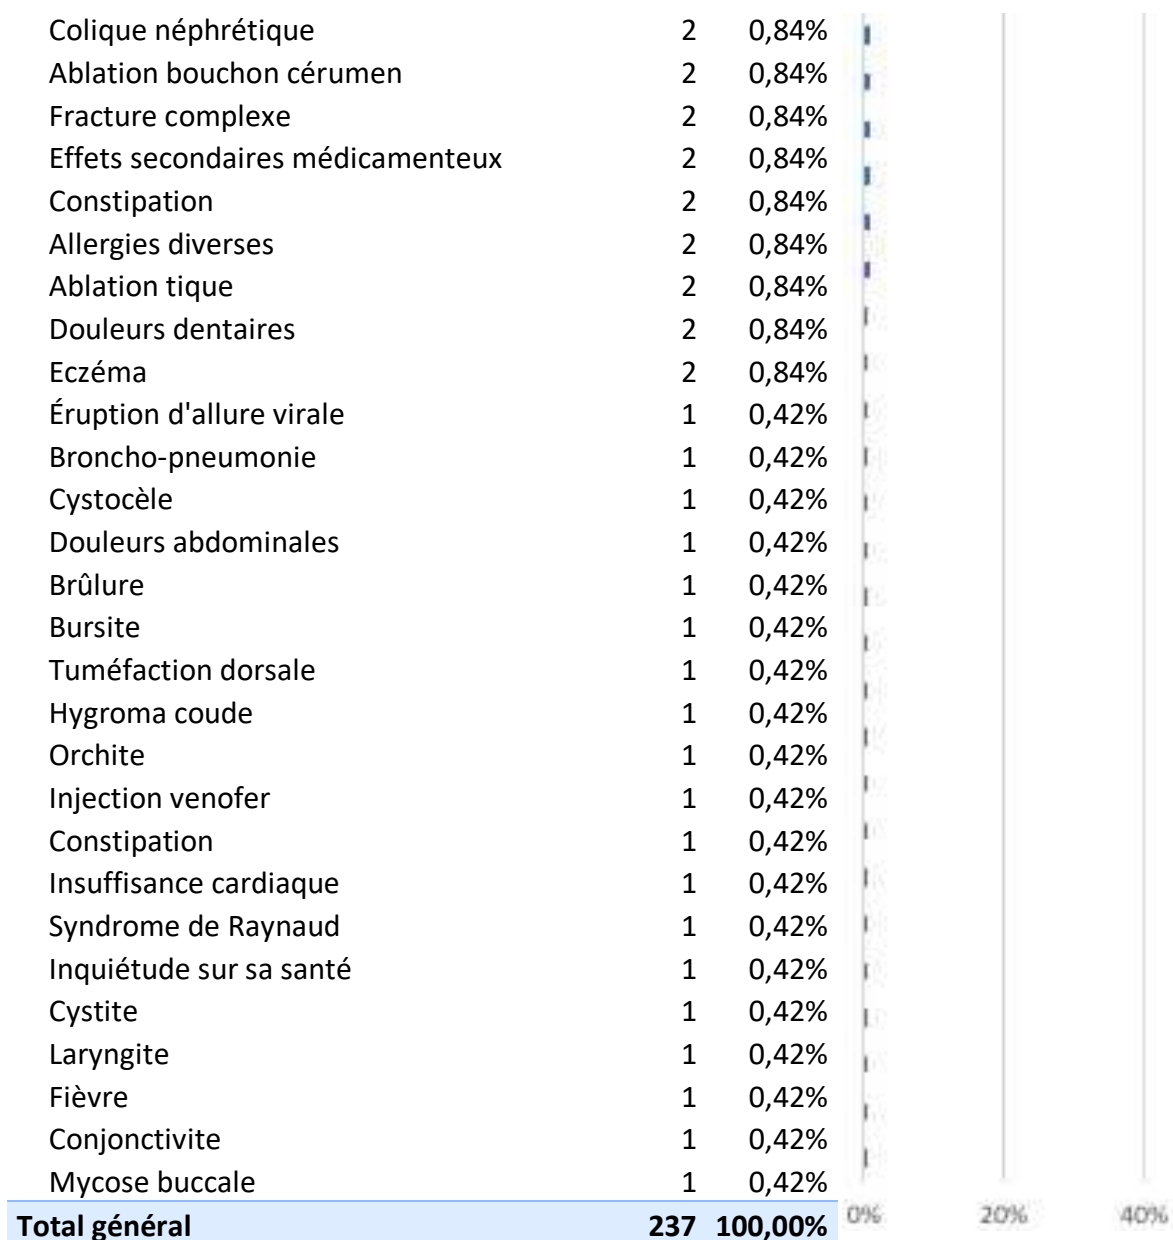 Colique néphrétique 2 0,84%
Ablation bouchon cérumen 2 0,84%
Fracture complexe 2 0,84%
Effets secondaires médicamenteux 2 0,84%
Constipation 2 0,84%
Allergies diverses 2 0,84%
Ablation tique 2 0,84%
Douleurs dentaires 2 0,84%
Eczéma 2 0,84%
Éruption d'allure virale 1 0,42%
Broncho-pneumonie 1 0,42%
Cystocèle 1 0,42%
Douleurs abdominales 1 0,42%
Brûlure 1 0,42%
Bursite 1 0,42%
Tuméfaction dorsale 1 0,42%
Hygroma coude 1 0,42%
Orchite 1 0,42%
Injection venofer 1 0,42%
Constipation 1 0,42%
Insuffisance cardiaque 1 0,42%
Syndrome de Raynaud 1 0,42%
Inquiétude sur sa santé 1 0,42%
Cystite 1 0,42%
Laryngite 1 0,42%
Fièvre 1 0,42%
Conjonctivite 1 0,42%
Mycose buccale 1 0,42%
Total général 237 100,00%
0% 20% 40%